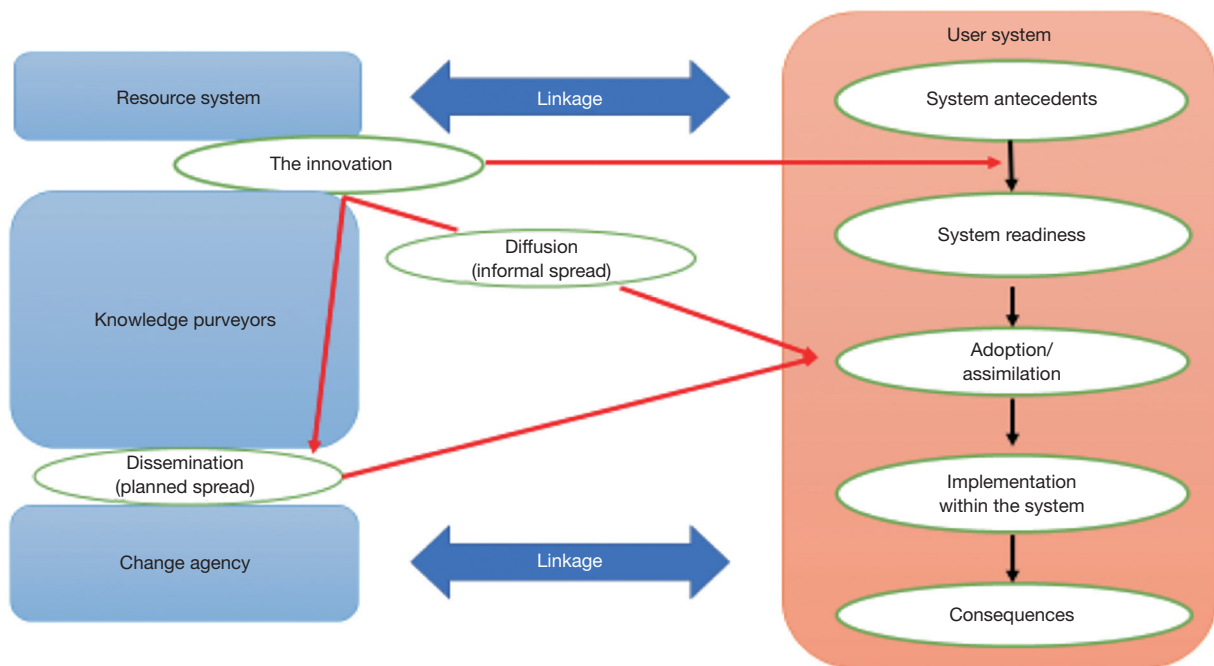 User system
Resource system
Linkage
System antecedents
The innovation
System readiness
Diffusion
(informal spread)
Knowledge purveyors
Adoption/
assimilation
Dissemination
(planned spread)
Implementation
within the system
Change agency
Linkage
Consequences